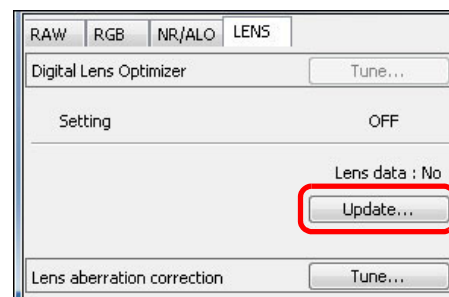 RAW RGB NR/ALO LENS
Digital Lens Optimizer Tune...
Setting OFF
Lens data : No
Update...
Lens aberration correction Tune...